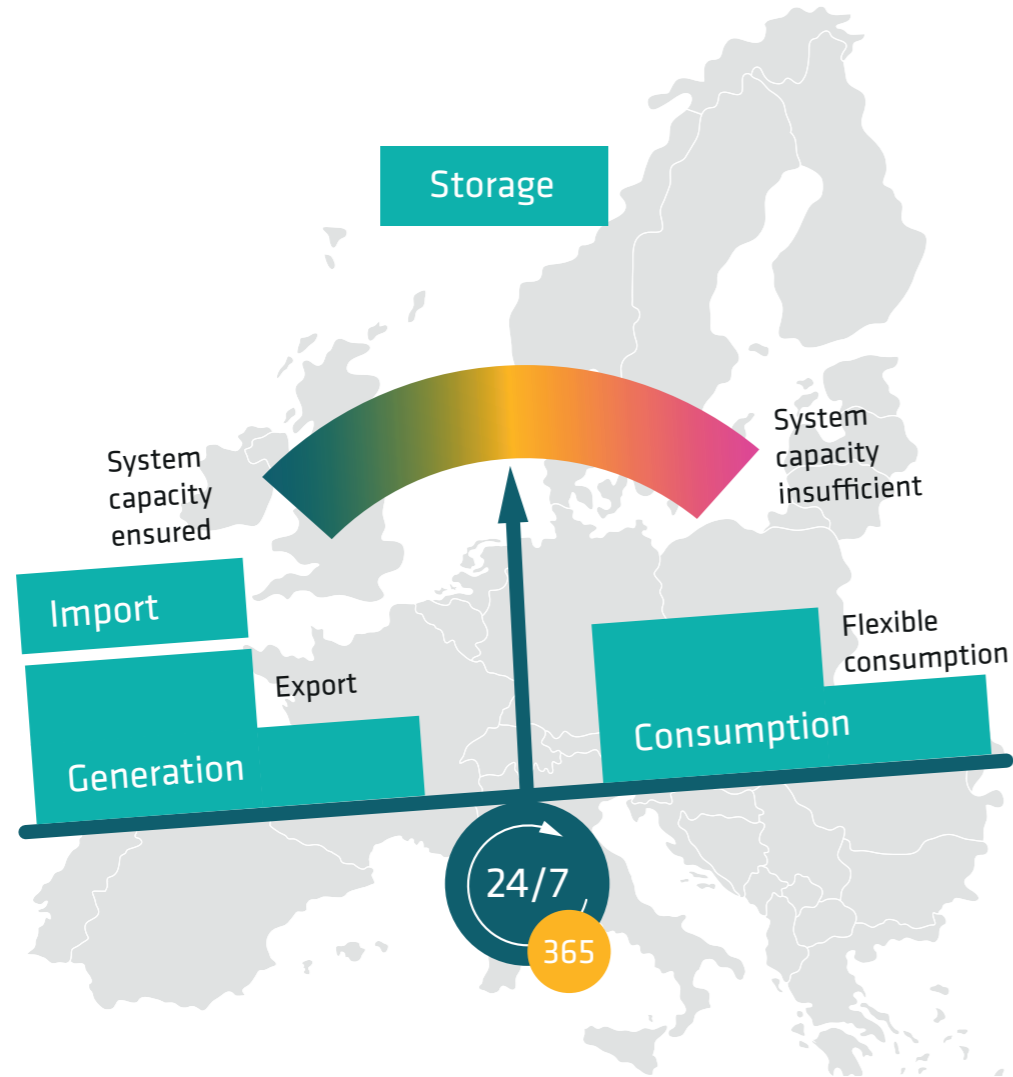 Storage
System
capacity
ensured
System
capacity
insufficient
Import
Export
Generation
Flexible
consumption
Consumption
24/7
365